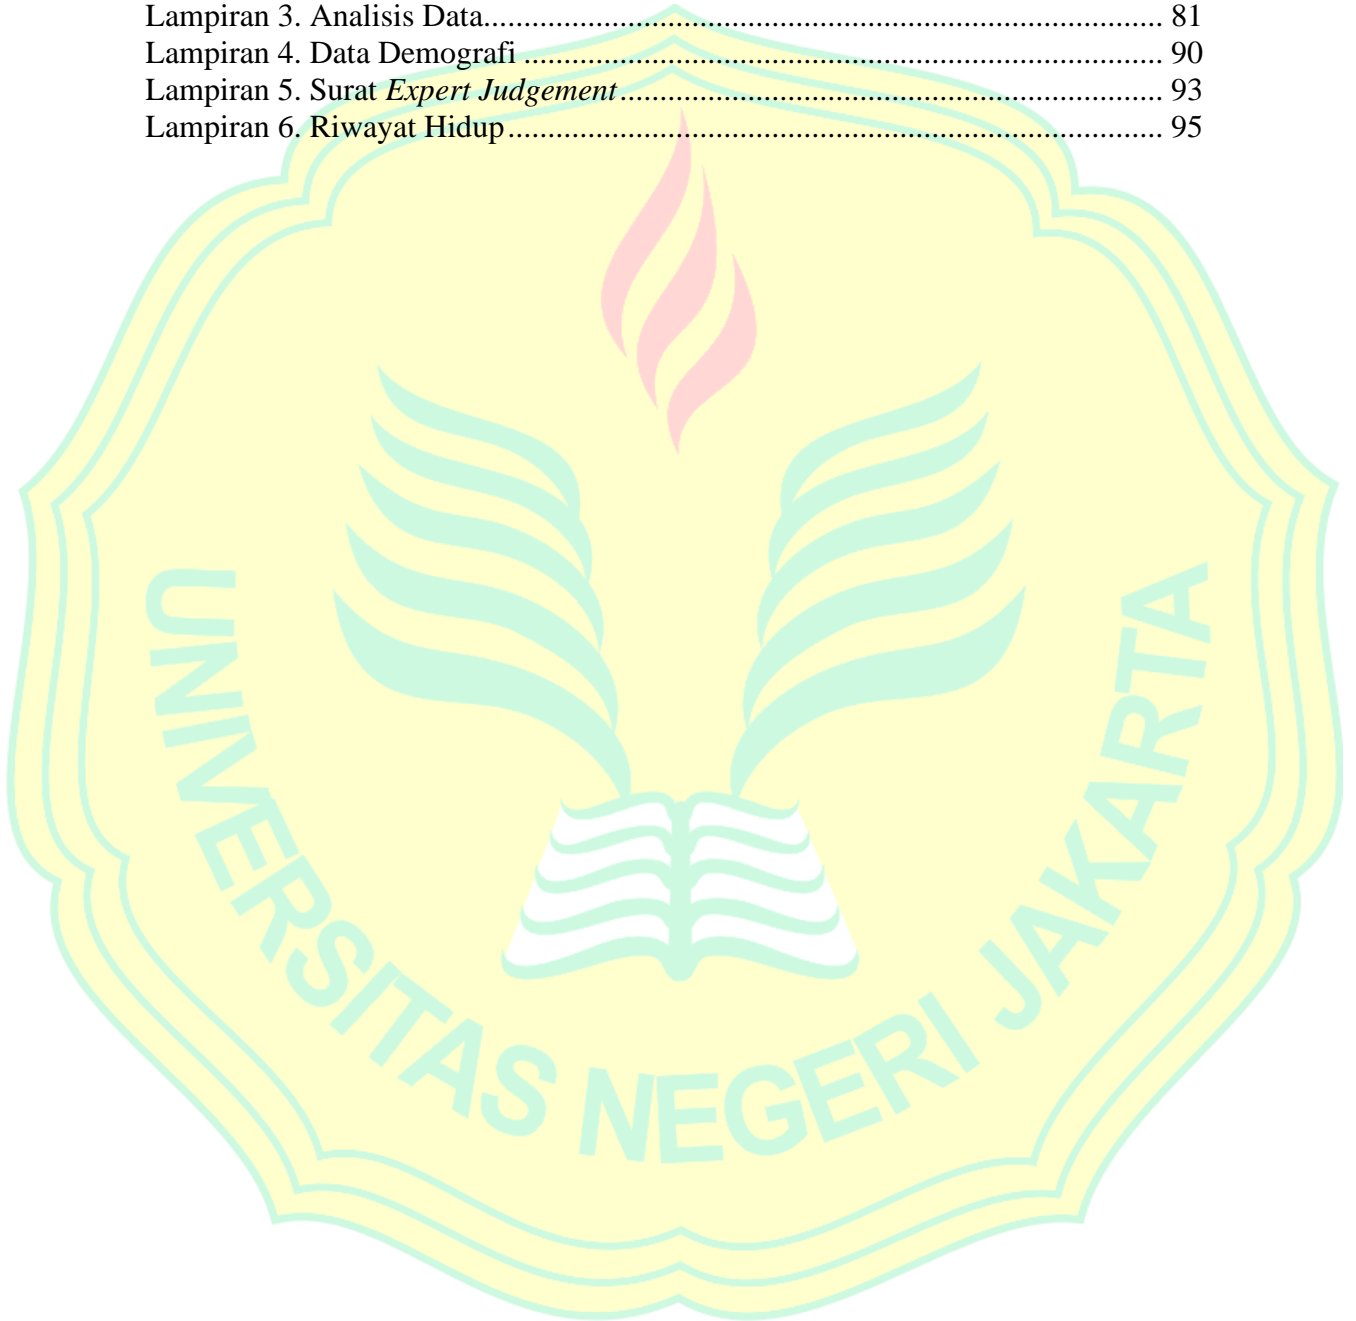 Lampiran 3. Analisis Data.................................................................................... 81
Lampiran 4. Data Demografi ............................................................................... 90
Lampiran 5. Surat Expert Judgement................................................................... 93
Lampiran 6. Riwayat Hidup................................................................................. 95
UNIVERSITAS NEGERI JAKARTA